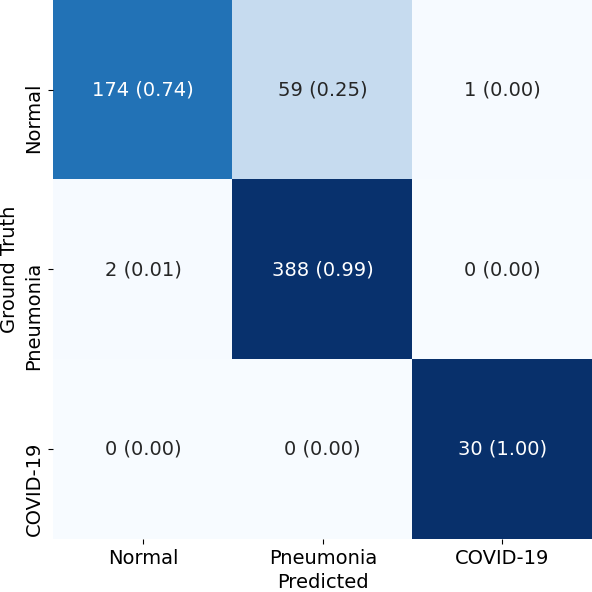 Ground Truth
Normal
174 (0.74) 59 (0.25) 1 (0.00)
Pneumonia
2 (0.01) 388 (0.99) 0 (0.00)
COVID-19
0 (0.00) 0 (0.00) 30 (1.00)
Normal Pneumonia COVID-19
Predicted